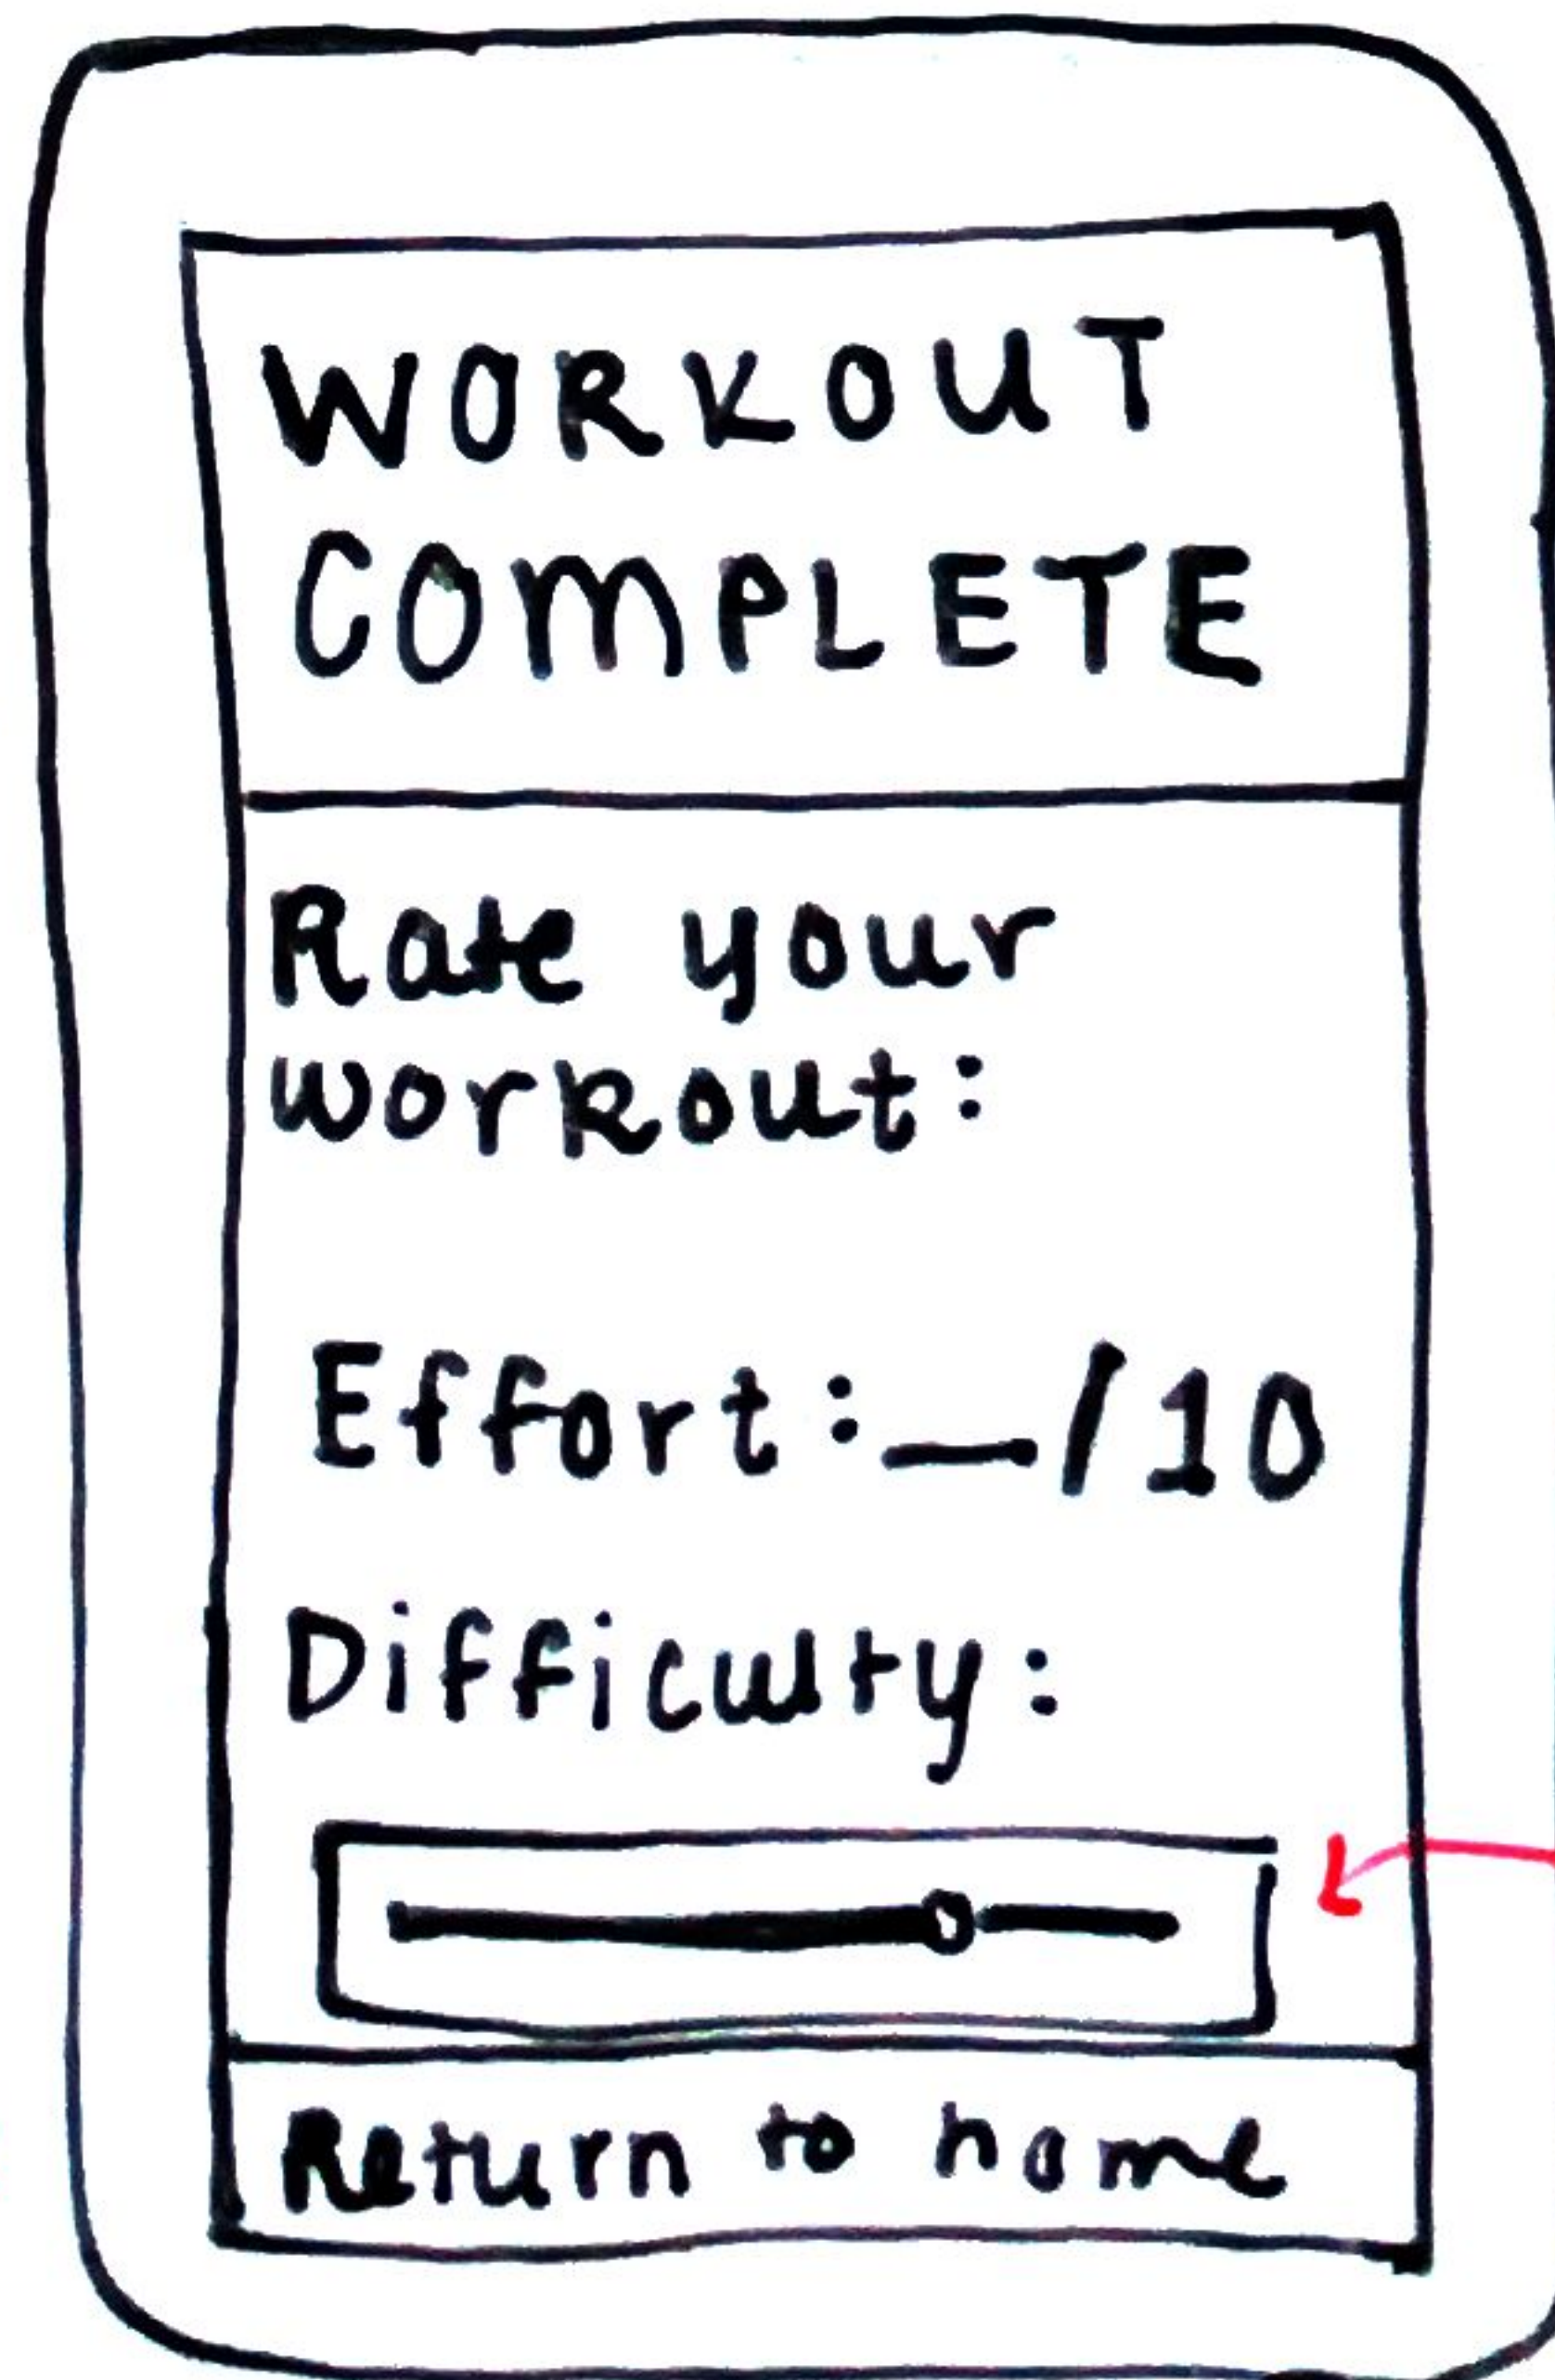 WORKOUT
COMPLETE
Rate your
workout:
Effort:_/10
Difficulty:
Return to home